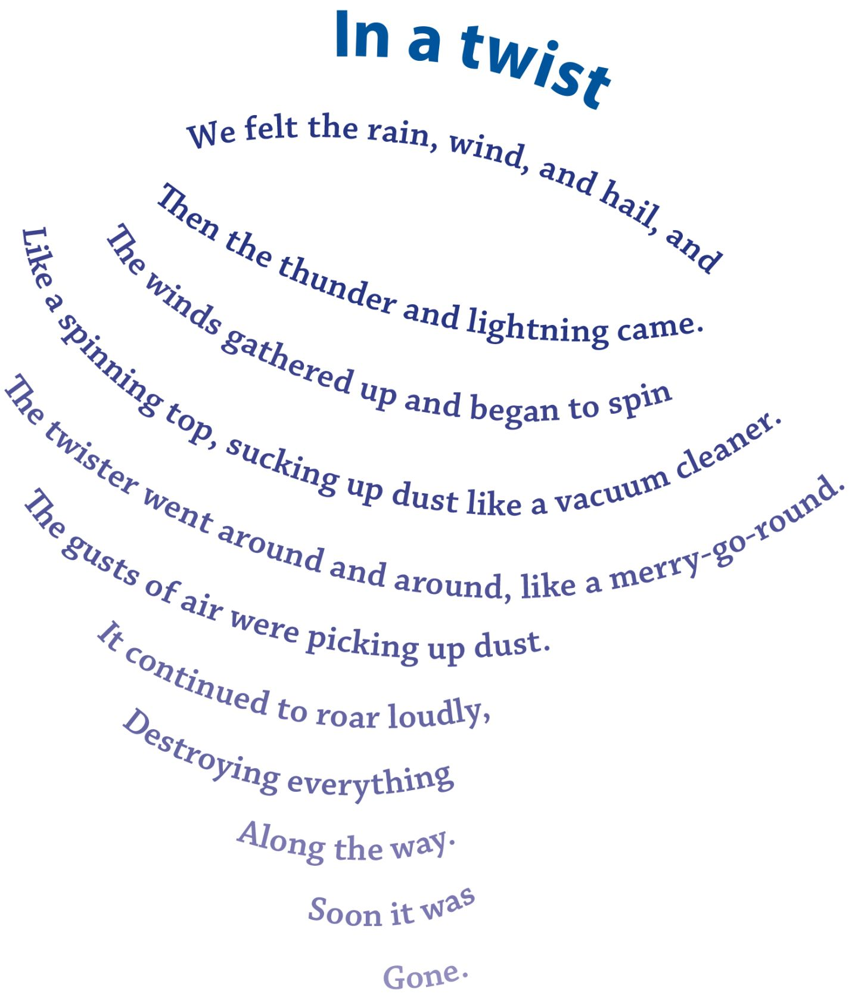 In a twist
We felt the rain, wind, and hail, and
Then the thunder and lightning came.
The winds gathered up and began to spin
Like a spinning top, sucking up dust like a vacuum cleaner.
The twister went around and around, like a merry-go-round.
The gusts of air were picking up dust.
It continued to roar loudly,
Destroying everything
Along the way.
Soon it was
Gone.